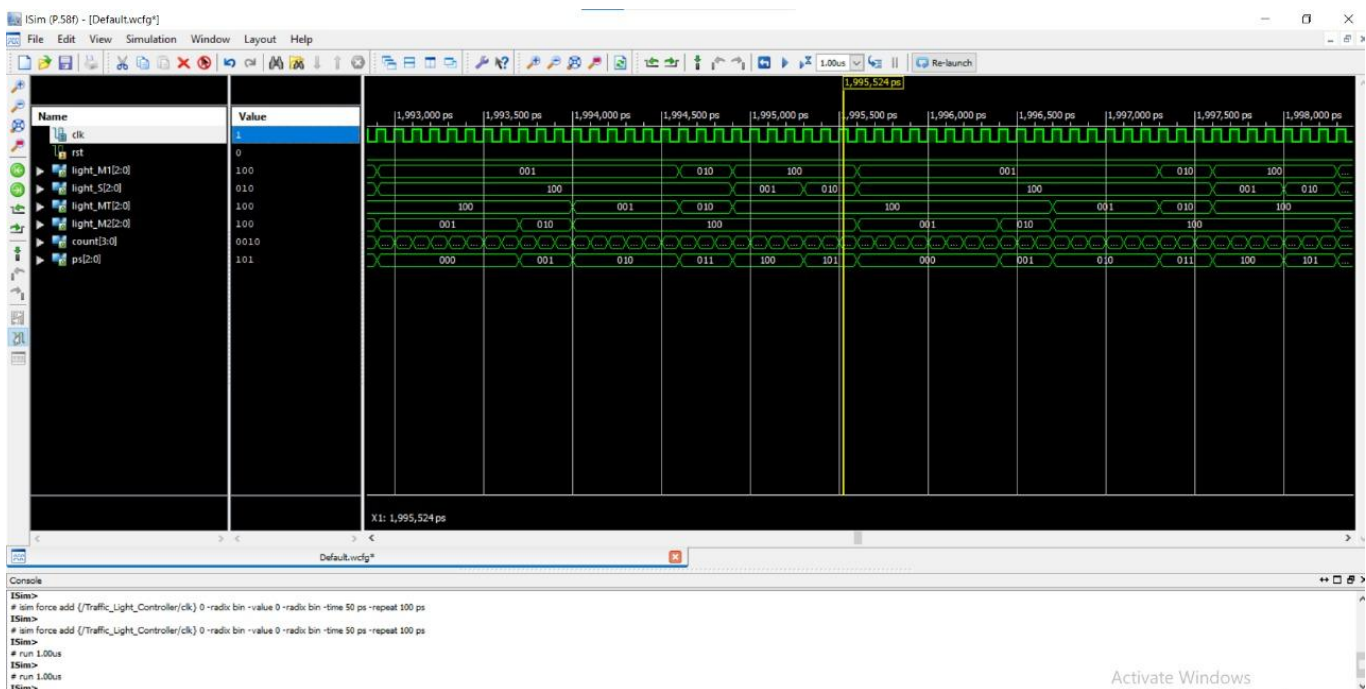 ISim (P.58f) - [Default.wcfg*]
File Edit View Simulation Window Layout Help
1.00us Re-launch
1,995,524 ps
Name Value
1,993,000 ps 1,993,500 ps 1,994,000 ps 1,994,500 ps 1,995,000 ps 1,995,500 ps 1,996,000 ps 1,996,500 ps 1,997,000 ps 1,997,500 ps 1,998,000 ps
clk 1
rst 0
light_M1[2:0] 100 001 010 100 001 010 100 ...
light_S[2:0] 010 100 001 010 100 001 010 ...
light_MT[2:0] 100 100 001 010 100 001 010 100
light_M2[2:0] 100 001 010 100 001 010 100 ...
count[3:0] 0010
ps[2:0] 101 000 001 010 011 100 101 000 001 010 011 100 101 ...
X1: 1,995,524 ps
Default.wcfg*
Console
ISim>
# isim force add {/Traffic_Light_Controller/clk} 0 -radix bin -value 0 -radix bin -time 50 ps -repeat 100 ps
ISim>
# isim force add {/Traffic_Light_Controller/clk} 0 -radix bin -value 0 -radix bin -time 50 ps -repeat 100 ps
ISim>
# run 1.00us
ISim>
# run 1.00us
ISim>
Activate Windows